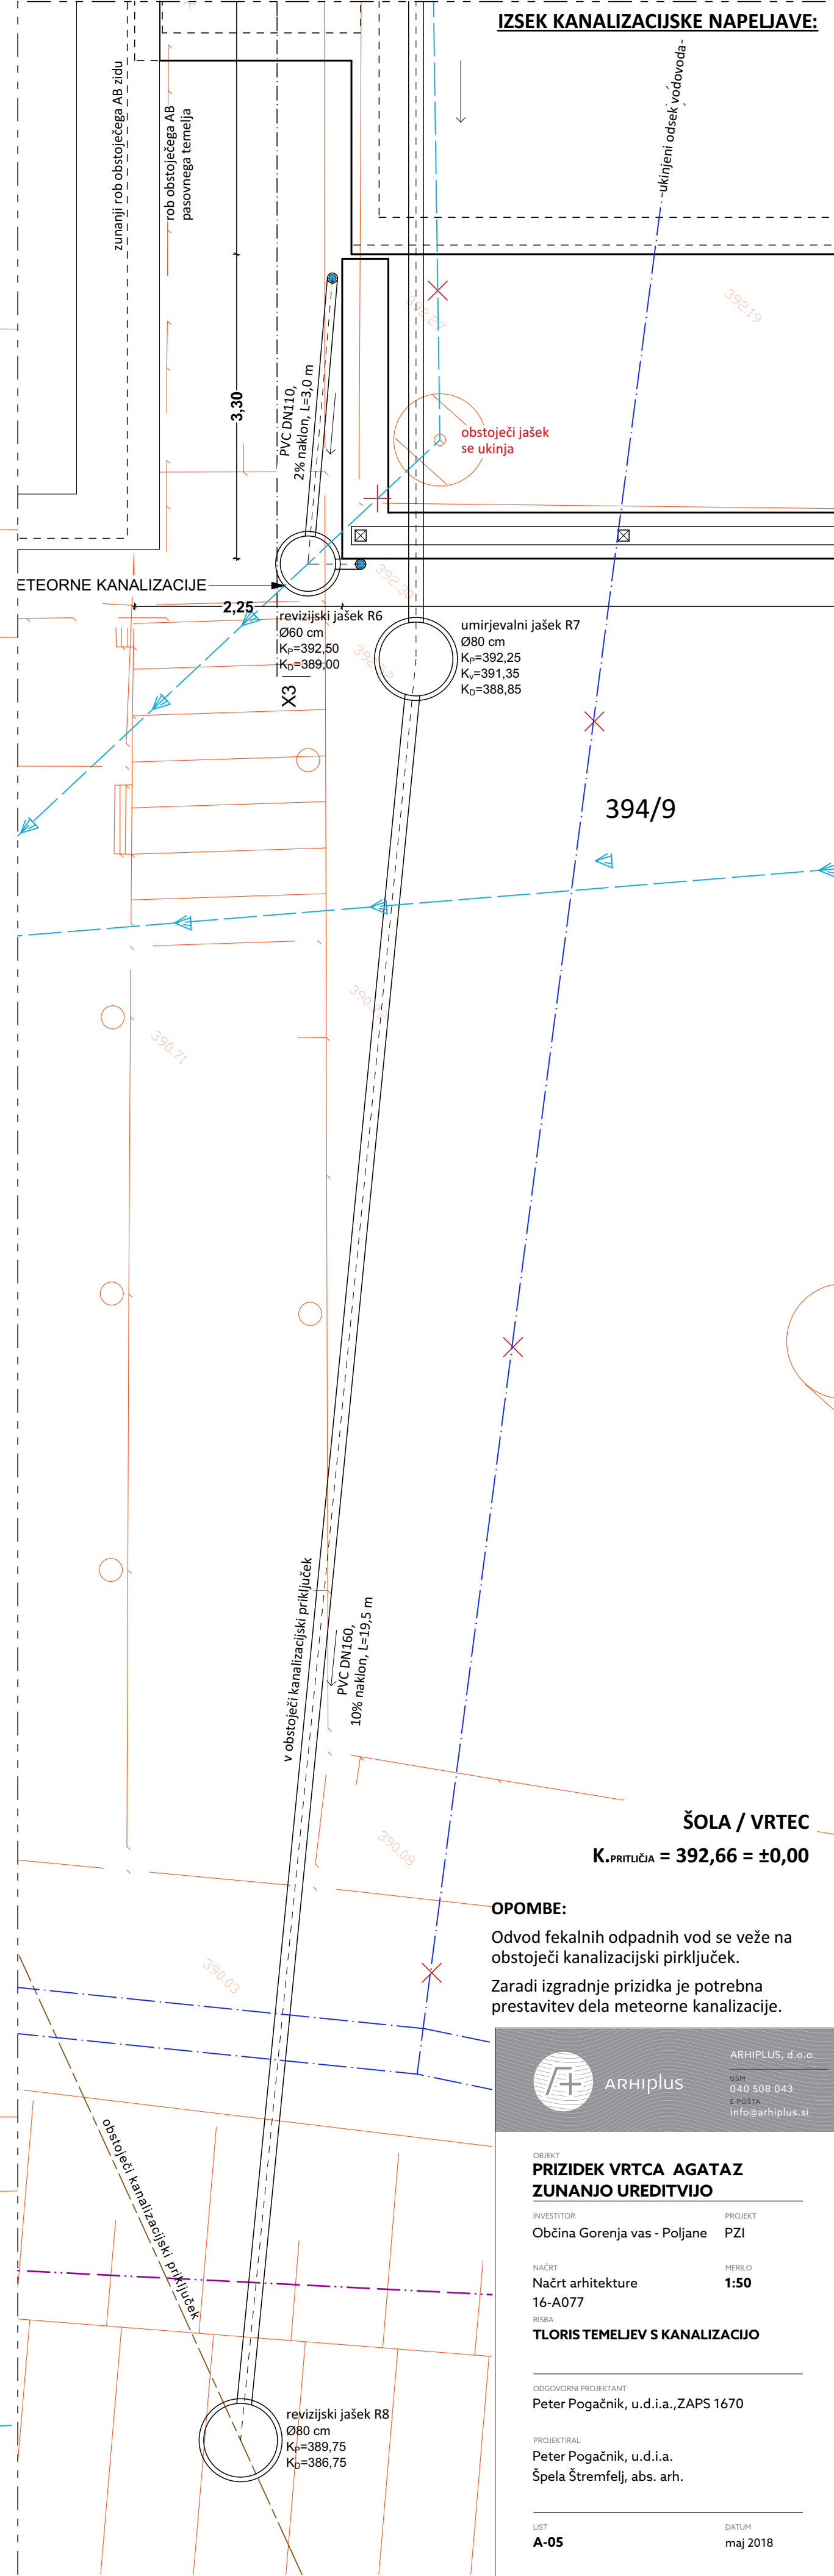 IZSEK KANALIZACIJSKE NAPELJAVE:
zunanji rob obstoječega AB zidu
rob obstoječega AB
pasovnega temelja
ukinjeni odsek vodovoda
392.27
392.19
3,30
PVC DN110,
2% naklon, L=3,0 m
obstoječi jašek
se ukinja
ETEORNE KANALIZACIJE
2,25
revizijski jašek R6
Ø60 cm
KP=392,50
KD=389,00
X3
umirjevalni jašek R7
Ø80 cm
KP=392,25
KV=391,35
KD=388,85
394/9
390.71
v obstoječi kanalizacijski priključek
PVC DN160,
10% naklon, L=19,5 m
390.08
390.03
ŠOLA / VRTEC
K.PRITLIČJA = 392,66 = ±0,00
OPOMBE:
Odvod fekalnih odpadnih vod se veže na
obstoječi kanalizacijski pirključek.
Zaradi izgradnje prizidka je potrebna
prestavitev dela meteorne kanalizacije.
obstoječi kanalizacijski priključek
revizijski jašek R8
Ø80 cm
KP=389,75
KD=386,75
ARHIplus
ARHIPLUS, d.o.o.
GSM
040 508 043
E POŠTA
info@arhiplus.si
OBJEKT
PRIZIDEK VRTCA AGATA Z
ZUNANJO UREDITVIJO
INVESTITOR
PROJEKT
Občina Gorenja vas - Poljane
PZI
NAČRT
MERILO
Načrt arhitekture
1:50
16-A077
RISBA
TLORIS TEMELJEV S KANALIZACIJO
ODGOVORNI PROJEKTANT
Peter Pogačnik, u.d.i.a.,ZAPS 1670
PROJEKTIRAL
Peter Pogačnik, u.d.i.a.
Špela Štremfelj, abs. arh.
LIST
DATUM
A-05
maj 2018